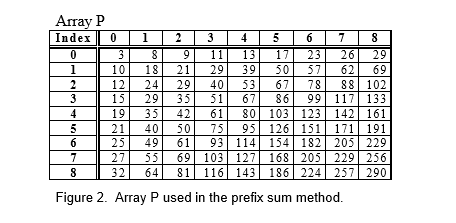 Array P
Index 0 1 2 3 4 5 6 7 8
0 3 8 9 11 13 17 23 26 29
1 10 18 21 29 39 50 57 62 69
2 12 24 29 40 53 67 78 88 102
3 15 29 35 51 67 86 99 117 133
4 19 35 42 61 80 103 123 142 161
5 21 40 50 75 95 126 151 171 191
6 25 49 61 93 114 154 182 205 229
7 27 55 69 103 127 168 205 229 256
8 32 64 81 116 143 186 224 257 290
Figure 2. Array P used in the prefix sum method.